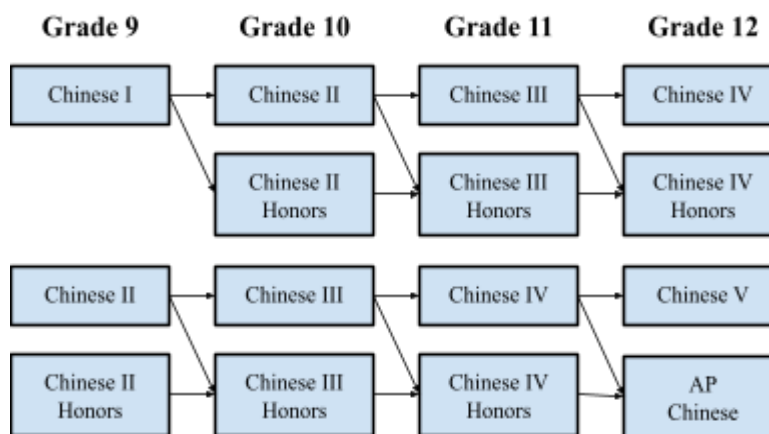 Grade 9 Grade 10 Grade 11 Grade 12
Chinese I Chinese II Chinese III Chinese IV
Chinese II Honors Chinese III Honors Chinese IV Honors
Chinese II Chinese III Chinese IV Chinese V
Chinese II Honors Chinese III Honors Chinese IV Honors AP Chinese